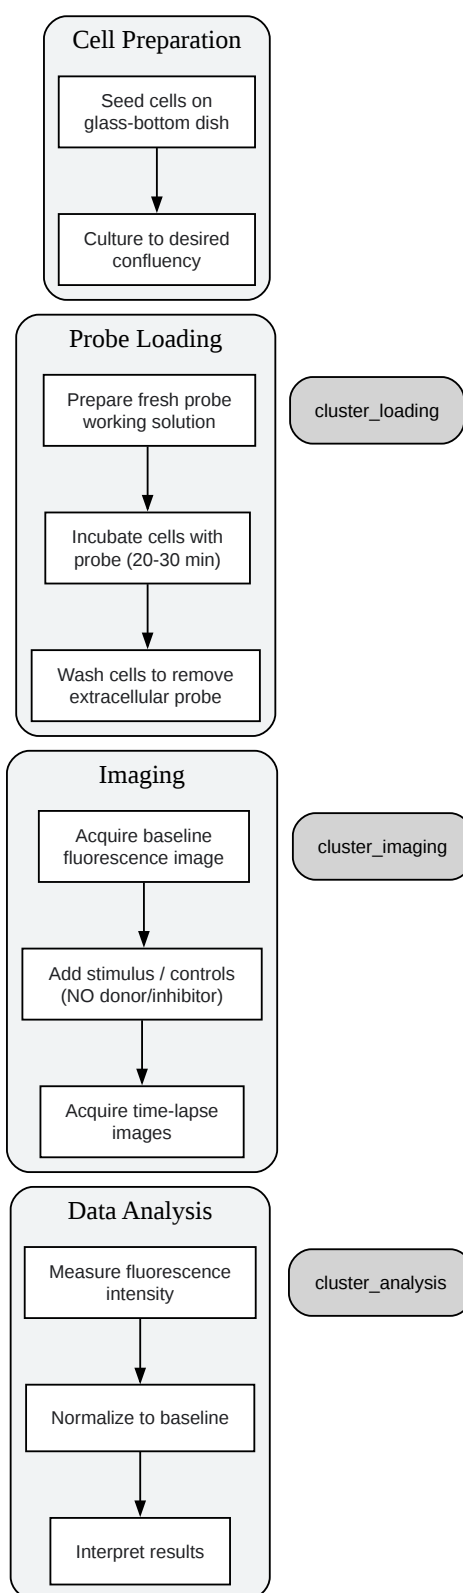 Cell Preparation
Seed cells on
glass-bottom dish
Culture to desired
confluency
Probe Loading
Prepare fresh probe
working solution
cluster_loading
Incubate cells with
probe (20-30 min)
Wash cells to remove
extracellular probe
Imaging
Acquire baseline
fluorescence image
cluster_imaging
Add stimulus / controls
(NO donor/inhibitor)
Acquire time-lapse
images
Data Analysis
Measure fluorescence
intensity
cluster_analysis
Normalize to baseline
Interpret results